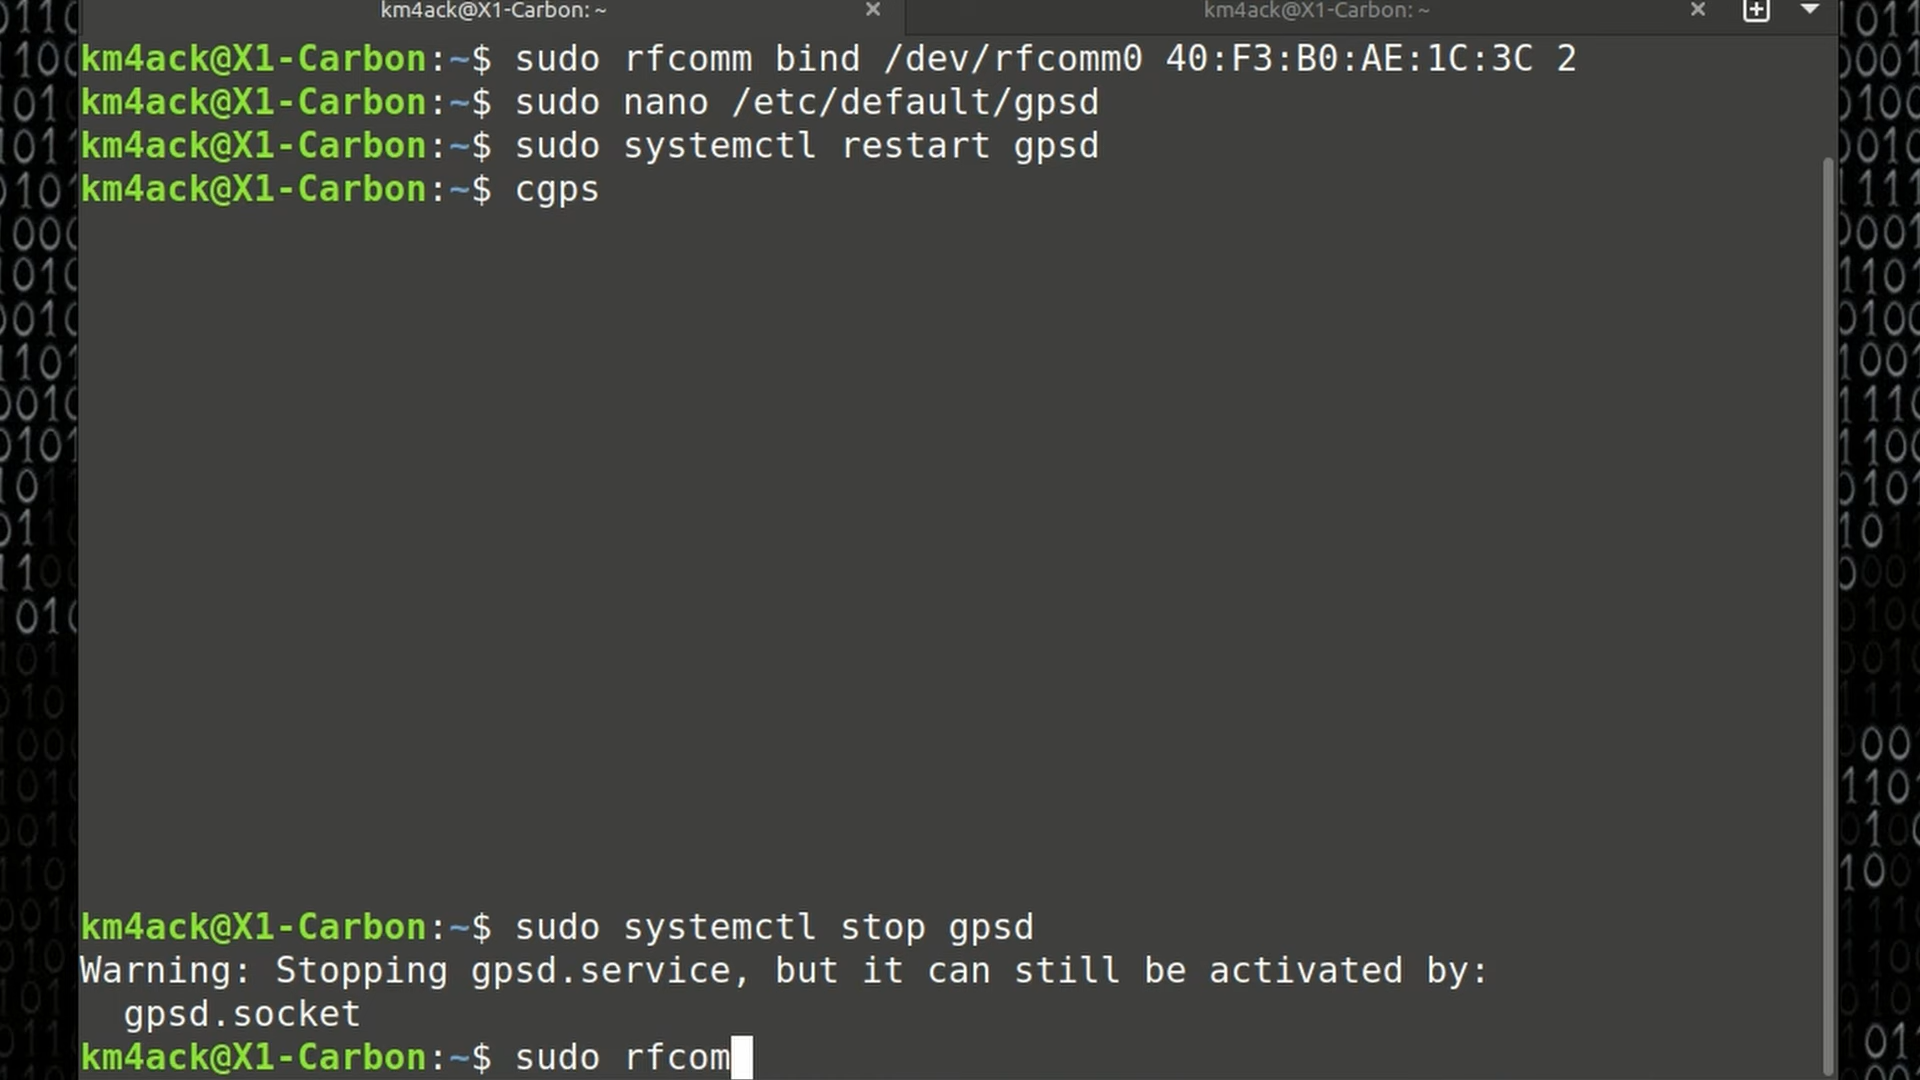 km4ack@X1-Carbon: ~ × km4ack@X1-Carbon: ~ ×
km4ack@X1-Carbon:~$ sudo rfcomm bind /dev/rfcomm0 40:F3:B0:AE:1C:3C 2
km4ack@X1-Carbon:~$ sudo nano /etc/default/gpsd
km4ack@X1-Carbon:~$ sudo systemctl restart gpsd
km4ack@X1-Carbon:~$ cgps
km4ack@X1-Carbon:~$ sudo systemctl stop gpsd
Warning: Stopping gpsd.service, but it can still be activated by:
  gpsd.socket
km4ack@X1-Carbon:~$ sudo rfcom